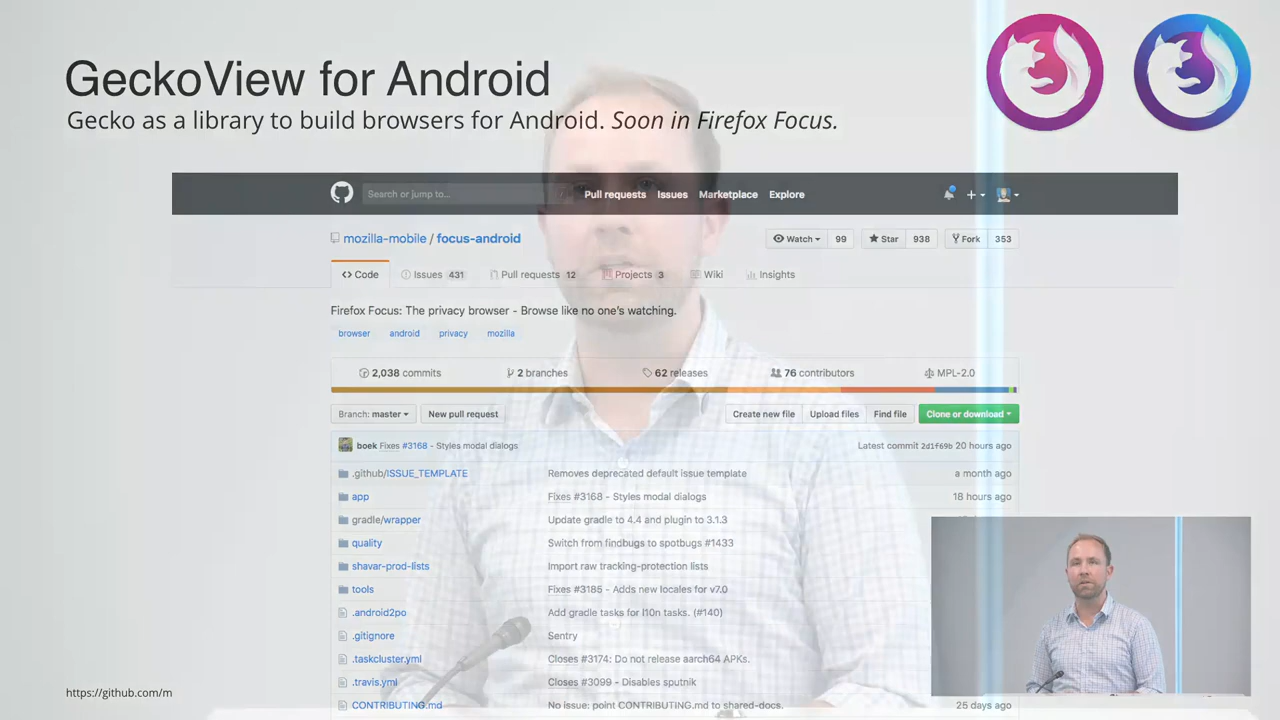 GeckoView for Android
Gecko as a library to build browsers for Android. Soon in Firefox Focus.
Search or jump to...
Pull requests Issues Marketplace Explore
mozilla-mobile / focus-android
Watch 99 Star 938 Fork 353
Code Issues 431 Pull requests 12 Projects 3 Wiki Insights
Firefox Focus: The privacy browser - Browse like no one's watching.
browser android privacy mozilla
2,038 commits 2 branches 62 releases 76 contributors MPL-2.0
Branch: master New pull request Create new file Upload files Find file Clone or download
boek Fixes #3168 - Styles modal dialogs Latest commit 2d1f69b 20 hours ago
.github/ISSUE_TEMPLATE Removes deprecated default issue template a month ago
app Fixes #3168 - Styles modal dialogs 18 hours ago
gradle/wrapper Update gradle to 4.4 and plugin to 3.1.3
quality Switch from findbugs to spotbugs #1433
shavar-prod-lists Import raw tracking-protection lists
tools Fixes #3185 - Adds new locales for v7.0
.android2po Add gradle tasks for l10n tasks. (#140)
.gitignore Sentry
.taskcluster.yml Closes #3174: Do not release aarch64 APKs.
.travis.yml Closes #3099 - Disables sputnik
CONTRIBUTING.md No issue: point CONTRIBUTING.md to shared-docs. 25 days ago
https://github.com/m